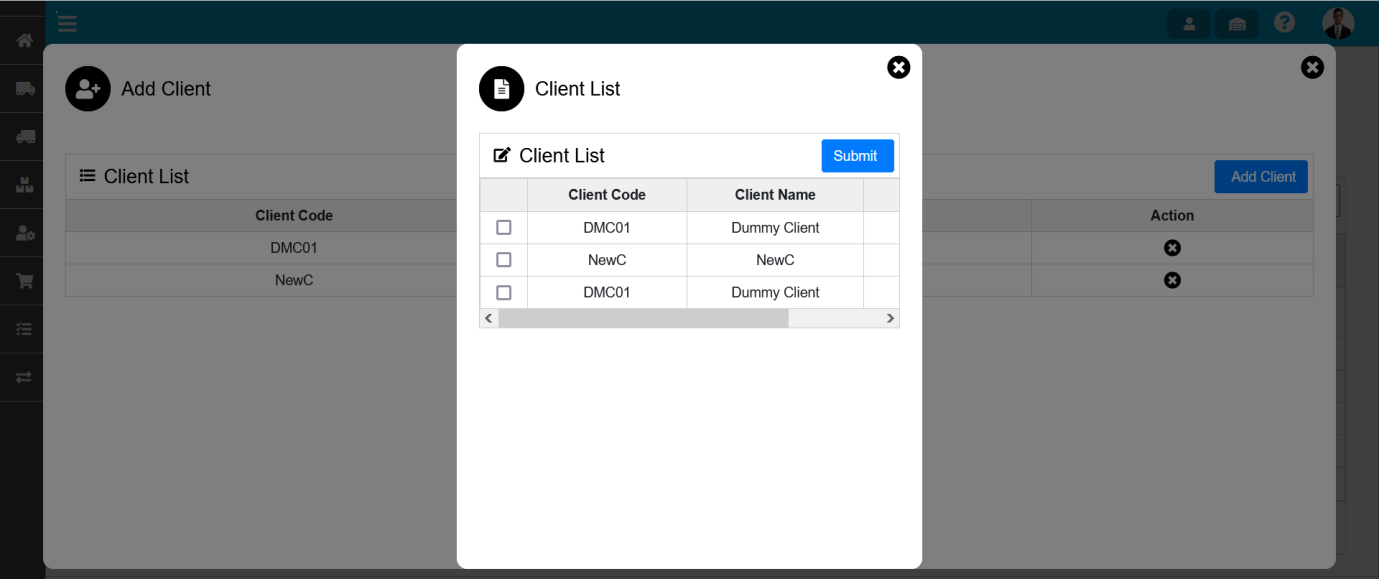 Add Client
Client List
Add Client
Client Code
Action
DMC01
NewC
Client List
Client List
Submit
Client Code Client Name
DMC01 Dummy Client
NewC NewC
DMC01 Dummy Client